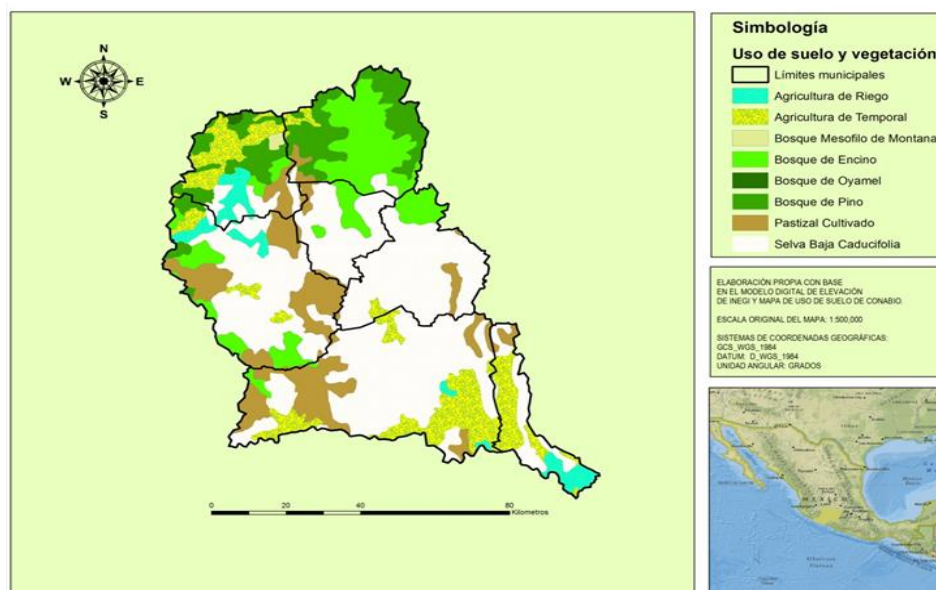 N
W E
S
0 20 40 80
Kilometros
Simbología
Uso de suelo y vegetación
Límites municipales
Agricultura de Riego
Agricultura de Temporal
Bosque Mesofilo de Montana
Bosque de Encino
Bosque de Oyamel
Bosque de Pino
Pastizal Cultivado
Selva Baja Caducifolia
ELABORACIÓN PROPIA CON BASE
EN EL MODELO DIGITAL DE ELEVACIÓN
DE INEGI Y MAPA DE USO DE SUELO DE CONABIO.
ESCALA ORIGINAL DEL MAPA: 1:500,000
SISTEMAS DE COORDENADAS GEOGRÁFICAS:
GCS_WGS_1984
DATUM: D_WGS_1984
UNIDAD ANGULAR: GRADOS
MÉXICO